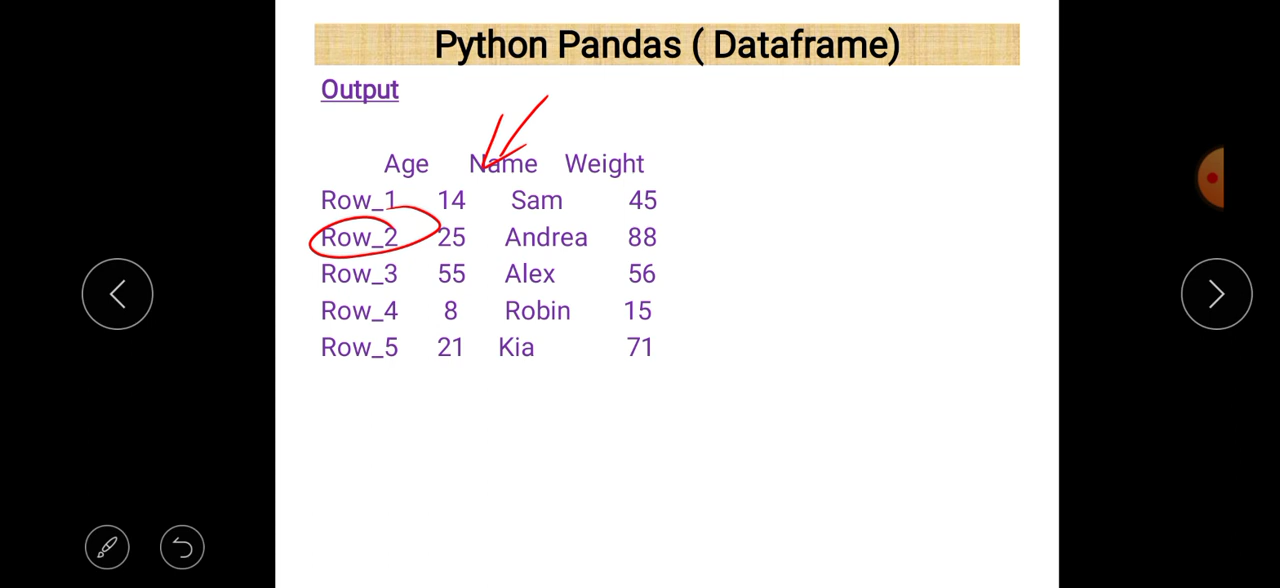 Python Pandas ( Dataframe)
Output
Age Name Weight
Row_1 14 Sam 45
Row_2 25 Andrea 88
Row_3 55 Alex 56
Row_4 8 Robin 15
Row_5 21 Kia 71